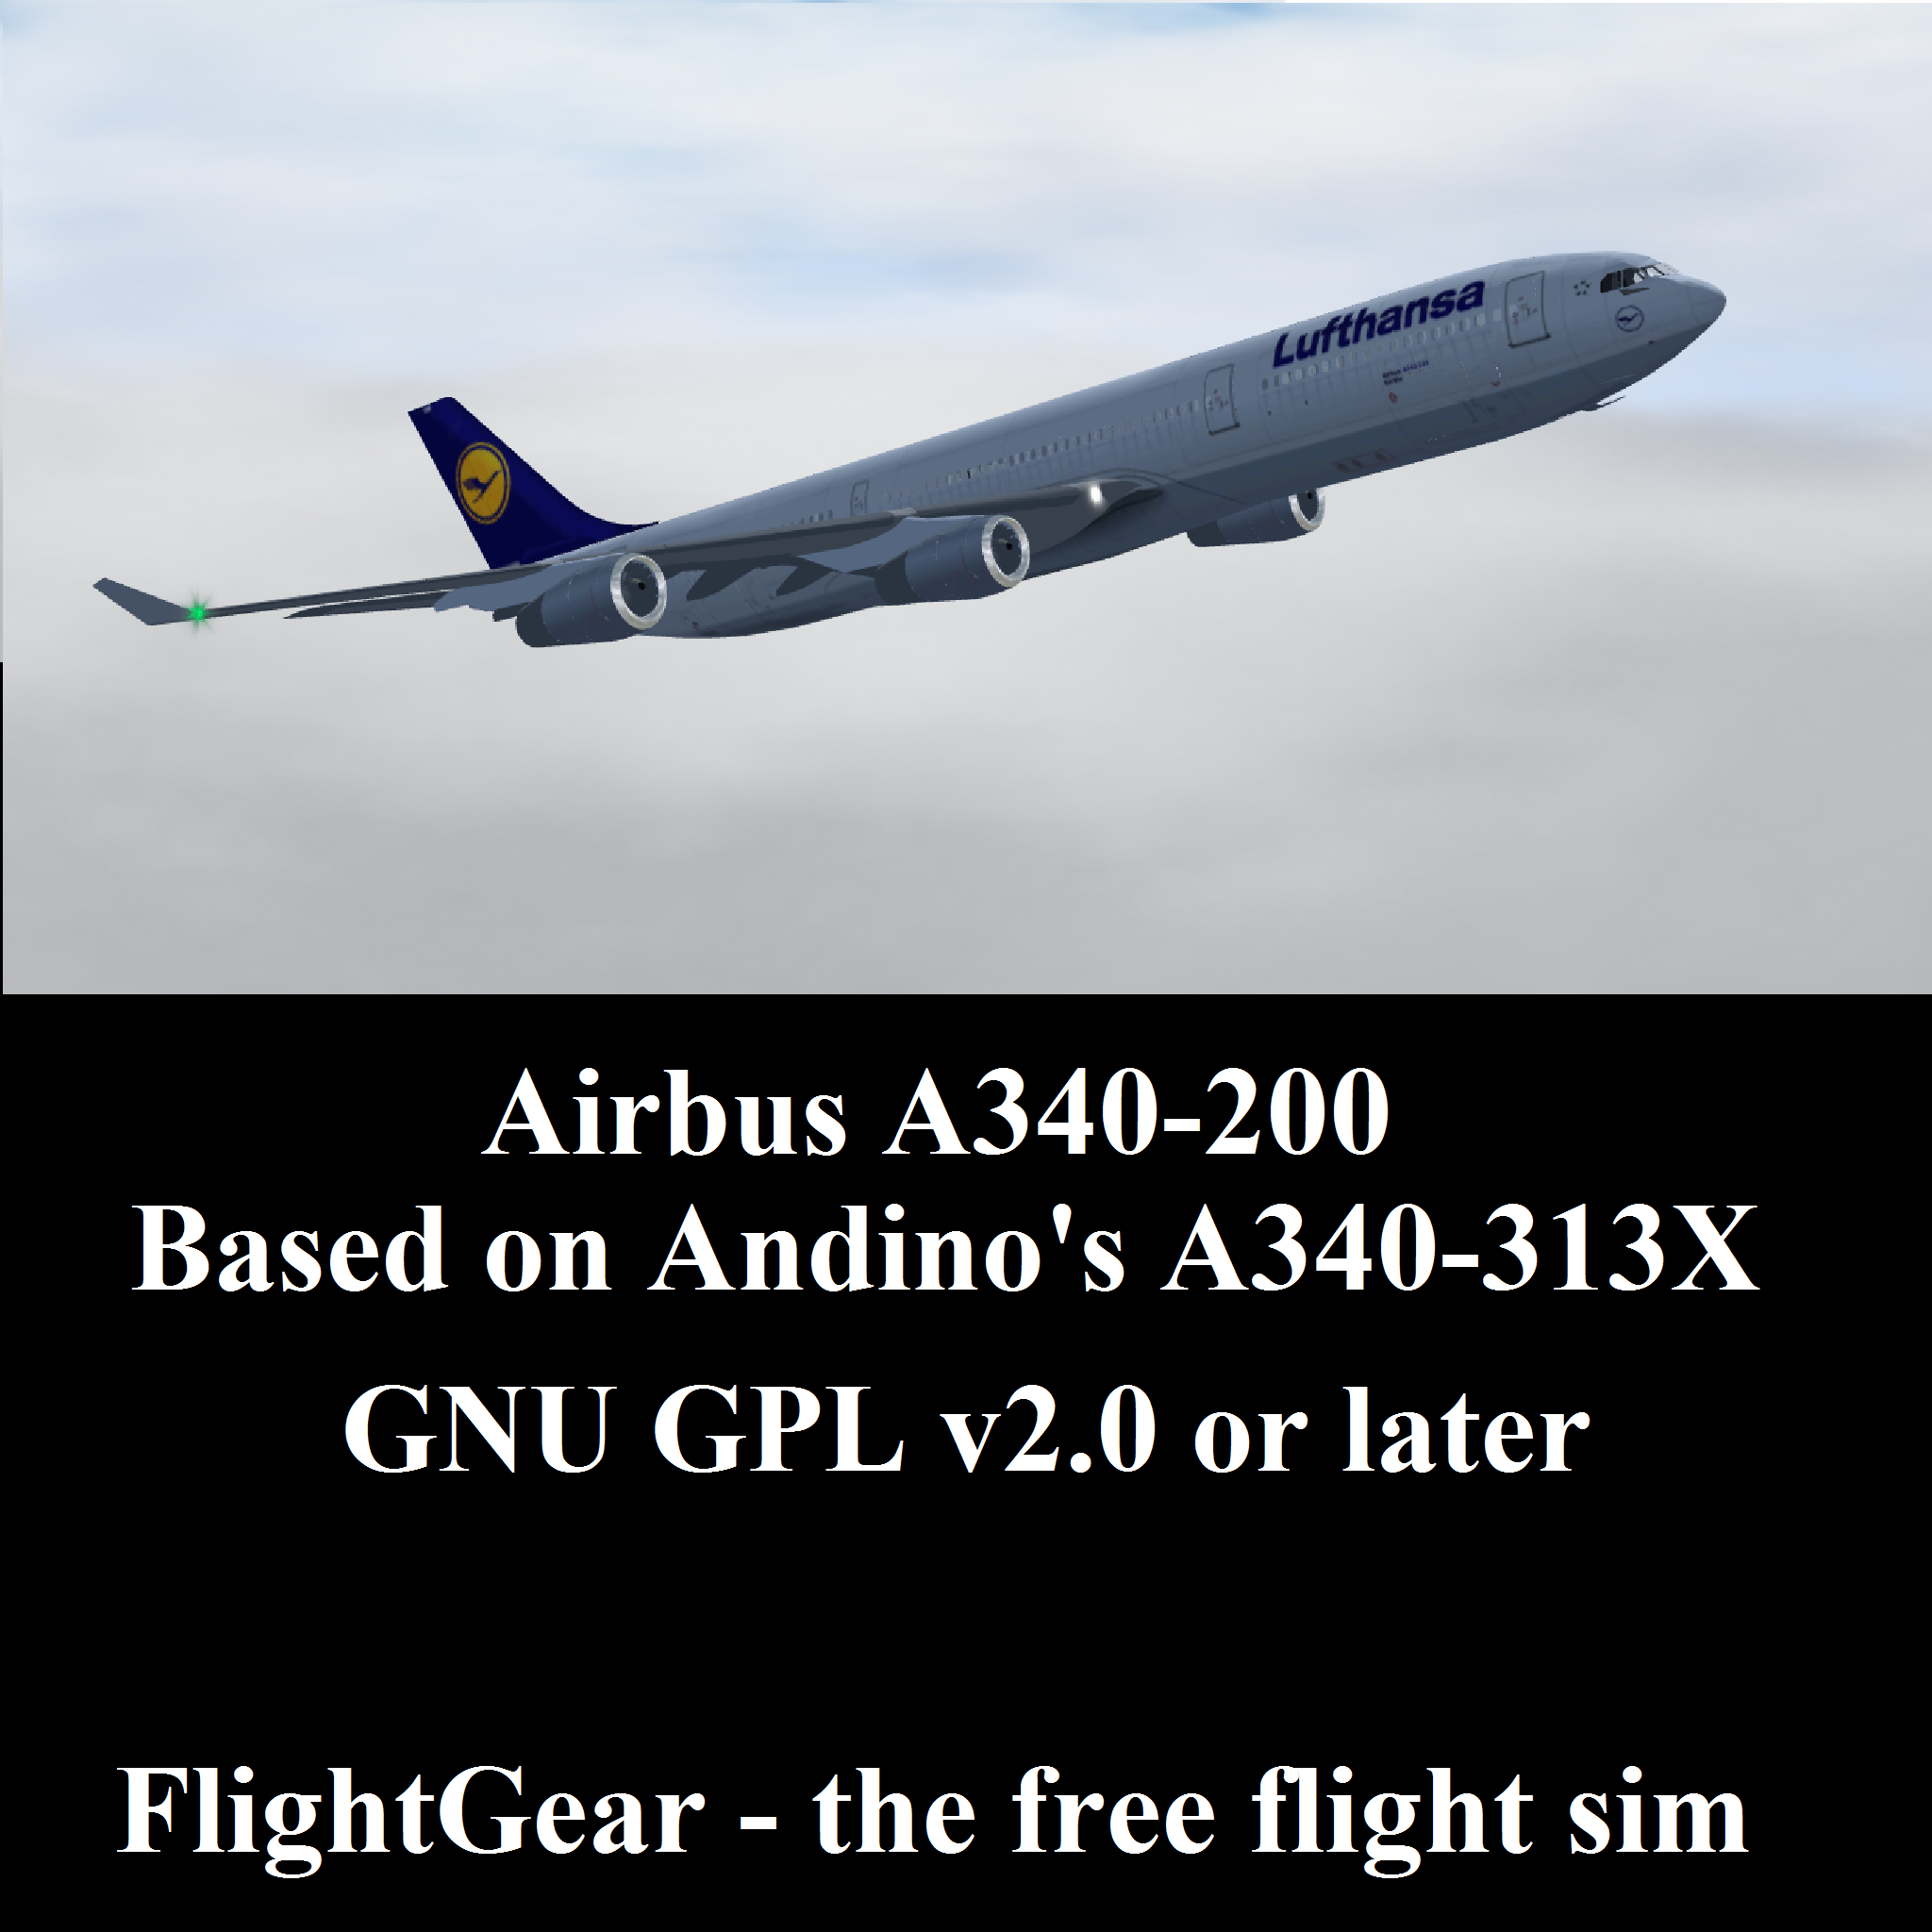 Lufthansa
Airbus A340-200
Based on Andino's A340-313X
GNU GPL v2.0 or later
FlightGear - the free flight sim